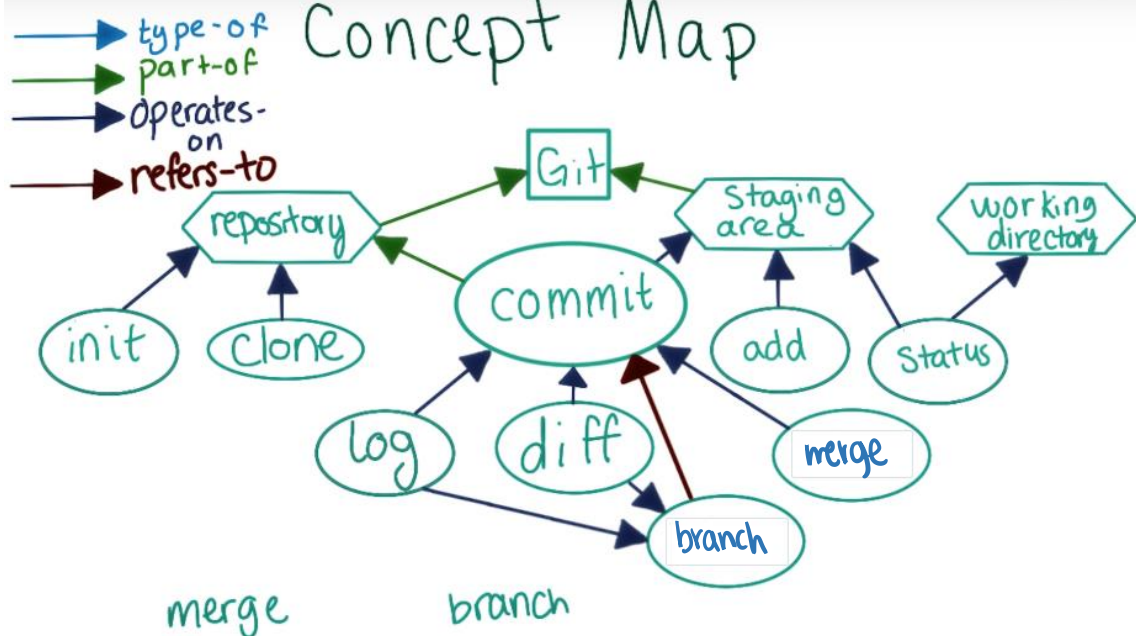 Concept Map
type-of
part-of
operates-
on
refers-to
Git
repository
Staging
area
working
directory
commit
init
clone
add
Status
log
diff
merge
branch
merge
branch